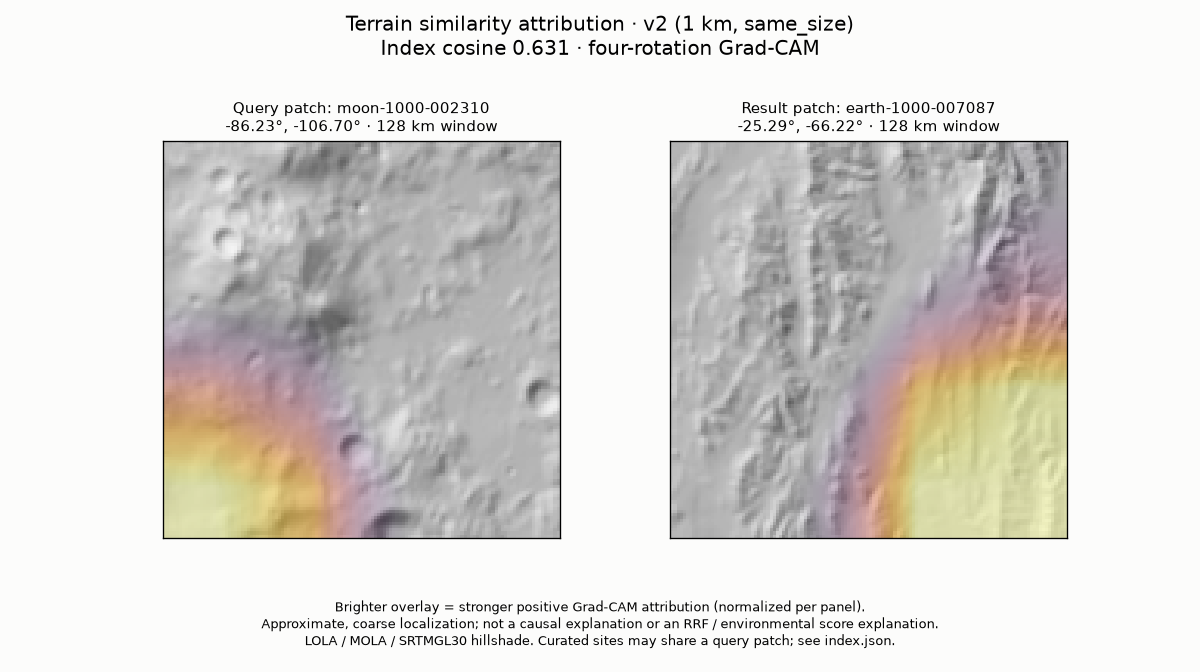 Terrain similarity attribution · v2 (1 km, same_size)
Index cosine 0.631 · four-rotation Grad-CAM
Query patch: moon-1000-002310
-86.23°, -106.70° · 128 km window
Result patch: earth-1000-007087
-25.29°, -66.22° · 128 km window
Brighter overlay = stronger positive Grad-CAM attribution (normalized per panel).
Approximate, coarse localization; not a causal explanation or an RRF / environmental score explanation.
LOLA / MOLA / SRTMGL30 hillshade. Curated sites may share a query patch; see index.json.